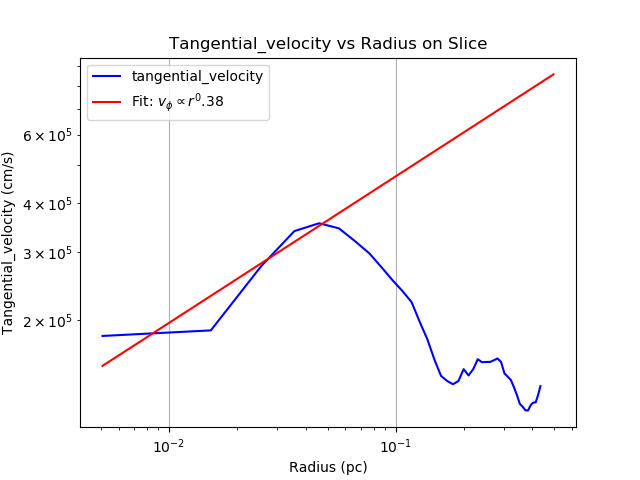 Tangential_velocity vs Radius on Slice
tangential_velocity
Fit: $v_\phi \propto r^0.38$
6 × 10⁵
4 × 10⁵
3 × 10⁵
2 × 10⁵
Tangential_velocity (cm/s)
10⁻²
10⁻¹
Radius (pc)